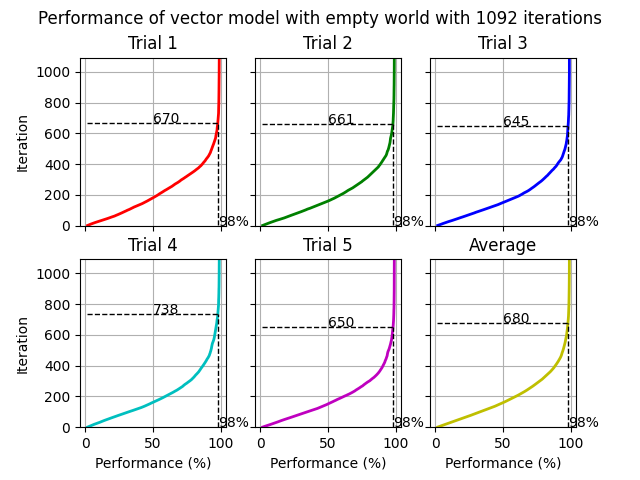 Performance of vector model with empty world with 1092 iterations
Trial 1 Trial 2 Trial 3
1000
800
670 661 645
600
Iteration
400
200
0 98% 98% 98%
Trial 4 Trial 5 Average
1000
800
738 650 680
600
Iteration
400
200
0 98% 98% 98%
0 50 100 0 50 100 0 50 100
Performance (%) Performance (%) Performance (%)